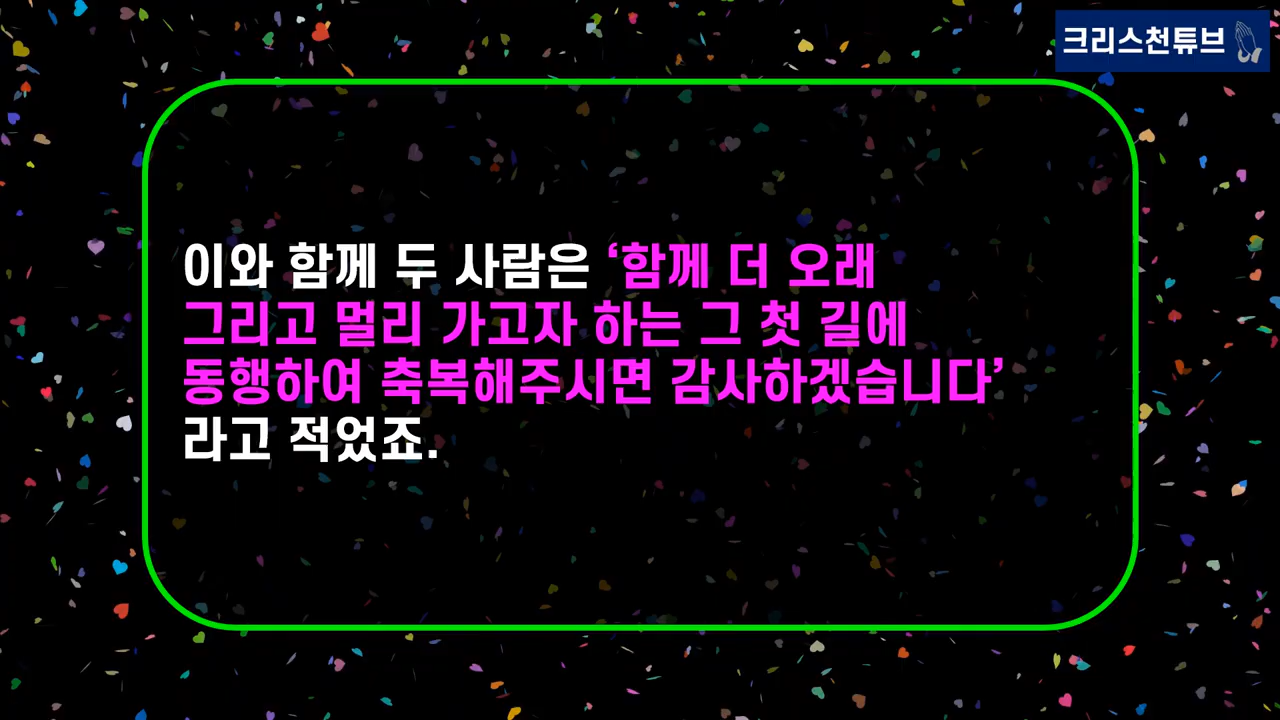 크리스천튜브
이와 함께 두 사람은 ‘함께 더 오래
그리고 멀리 가고자 하는 그 첫 길에
동행하여 축복해주시면 감사하겠습니다’
라고 적었죠.